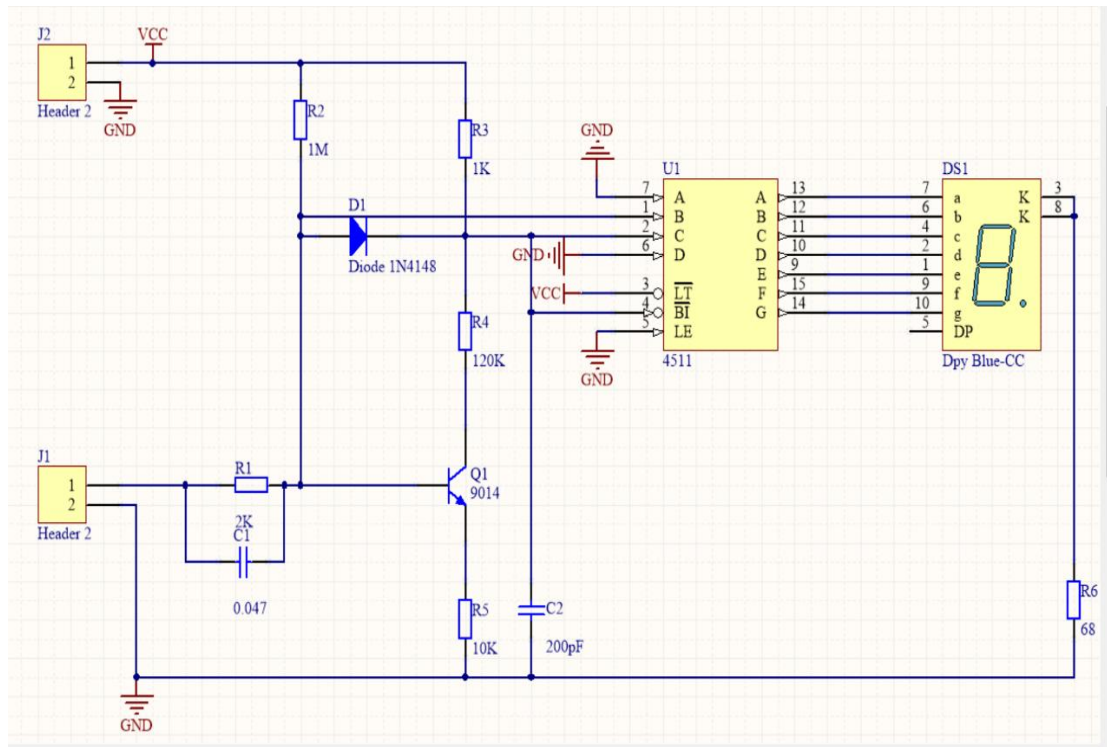 J2
VCC
1
2
Header 2
GND
R2
1M
R3
1K
D1
Diode 1N4148
GND
U1
7 A A 13
1 B B 12
2 C C 11
6 D D 10
E 9
3 LT F 15
4 BI G 14
5 LE
4511
GND
VCC
GND
DS1
7 a K 3
6 b K 8
4 c
2 d
1 e
9 f
10 g
5 DP
Dpy Blue-CC
R4
120K
J1
1
2
Header 2
R1
2K
C1
0.047
Q1
9014
R5
10K
C2
200pF
R6
68
GND